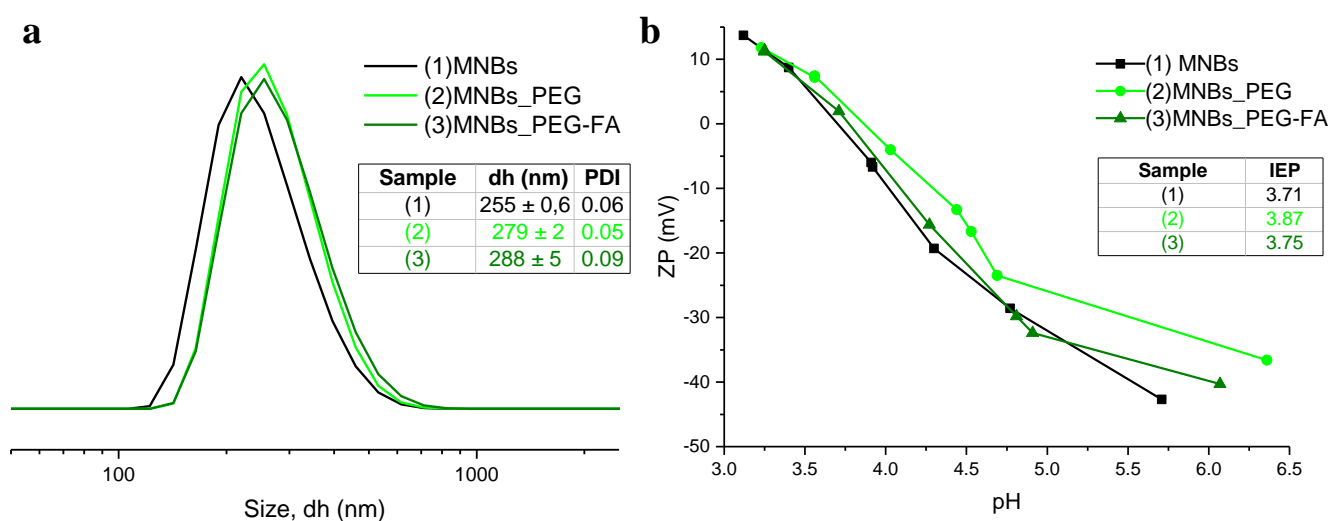 a
(1)MNBs
(2)MNBs_PEG
(3)MNBs_PEG-FA
Sample dh (nm) PDI
(1) 255 ± 0,6 0.06
(2) 279 ± 2 0.05
(3) 288 ± 5 0.09
100 1000
Size, dh (nm)
b
(1) MNBs
(2)MNBs_PEG
(3)MNBs_PEG-FA
Sample IEP
(1) 3.71
(2) 3.87
(3) 3.75
ZP (mV)
10
0
-10
-20
-30
-40
-50
3.0 3.5 4.0 4.5 5.0 5.5 6.0 6.5
pH